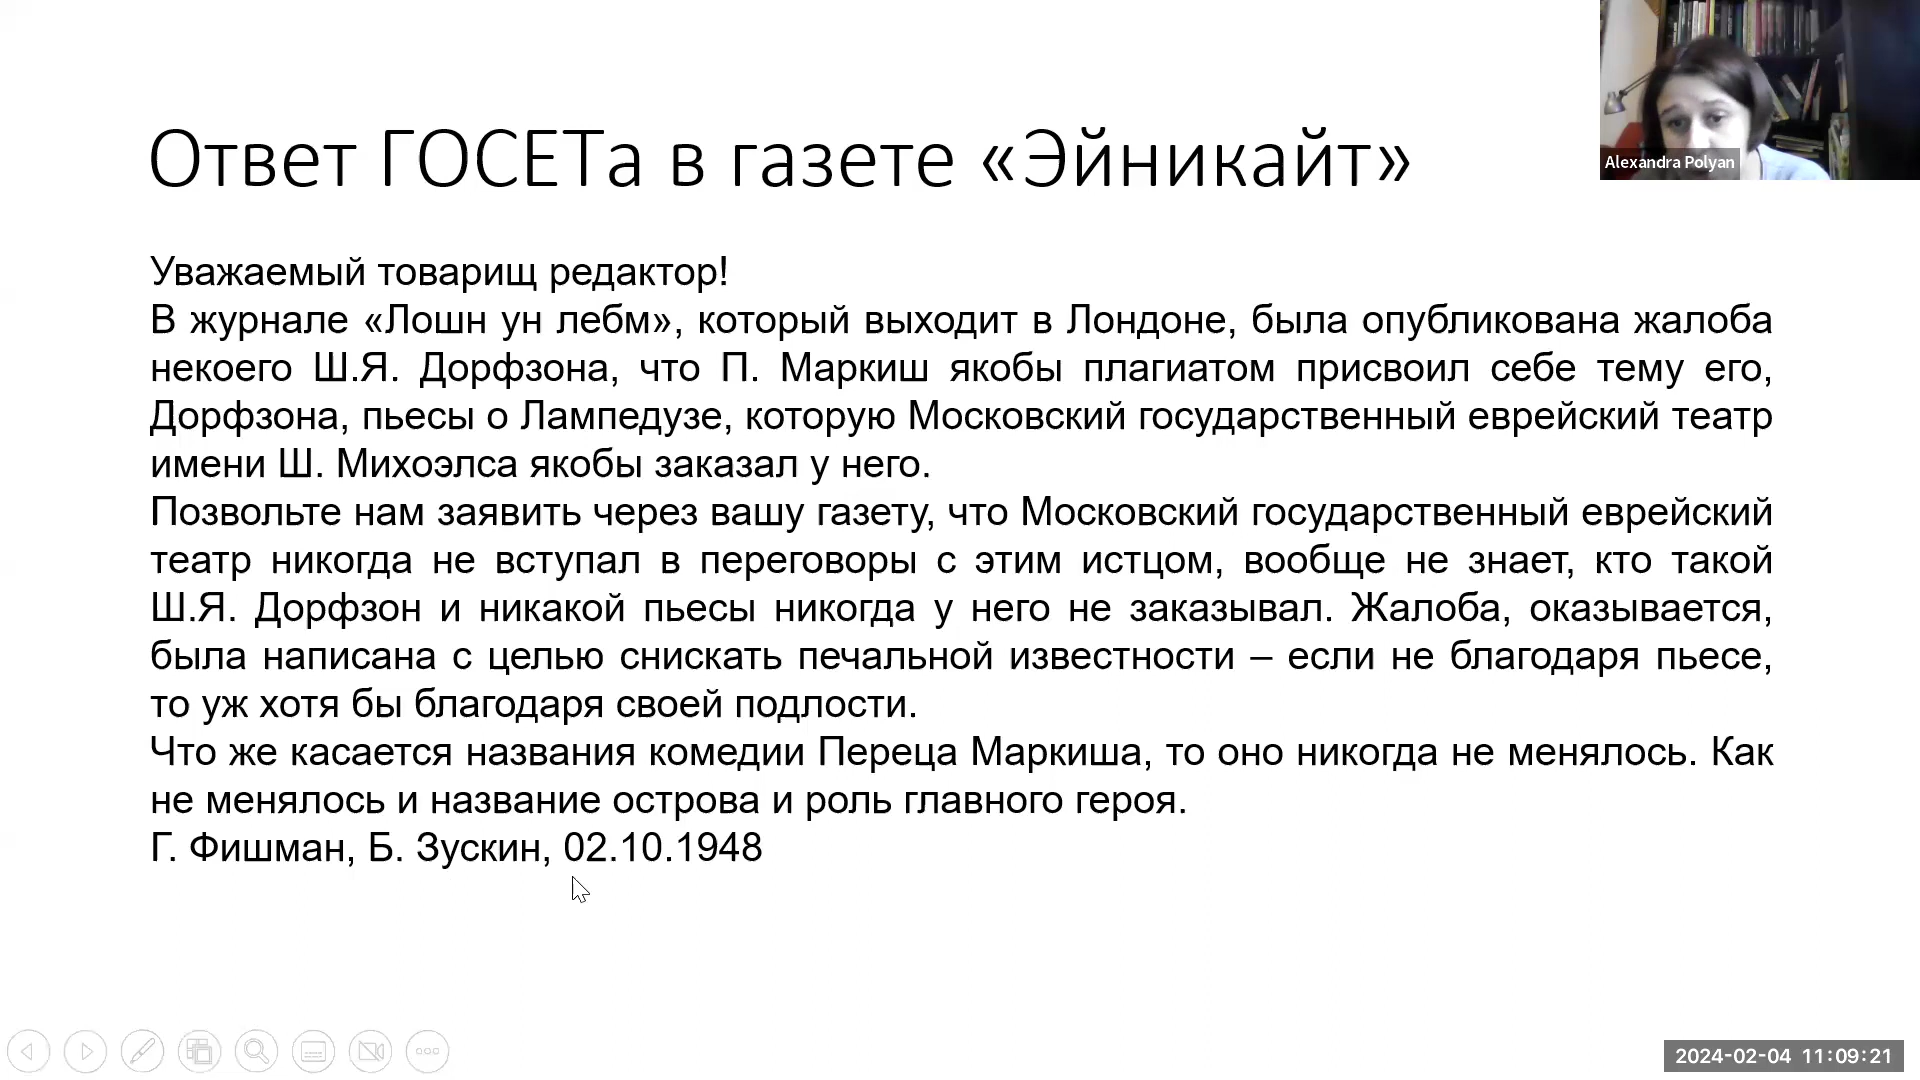 Ответ ГОСЕТа в газете «Эйникайт»
Alexandra Polyan
Уважаемый товарищ редактор!
В журнале «Лошн ун лебм», который выходит в Лондоне, была опубликована жалоба
некоего Ш.Я. Дорфзона, что П. Маркиш якобы плагиатом присвоил себе тему его,
Дорфзона, пьесы о Лампедузе, которую Московский государственный еврейский театр
имени Ш. Михоэлса якобы заказал у него.
Позвольте нам заявить через вашу газету, что Московский государственный еврейский
театр никогда не вступал в переговоры с этим истцом, вообще не знает, кто такой
Ш.Я. Дорфзон и никакой пьесы никогда у него не заказывал. Жалоба, оказывается,
была написана с целью снискать печальной известности – если не благодаря пьесе,
то уж хотя бы благодаря своей подлости.
Что же касается названия комедии Переца Маркиша, то оно никогда не менялось. Как
не менялось и название острова и роль главного героя.
Г. Фишман, Б. Зускин, 02.10.1948
2024-02-04 11:09:21